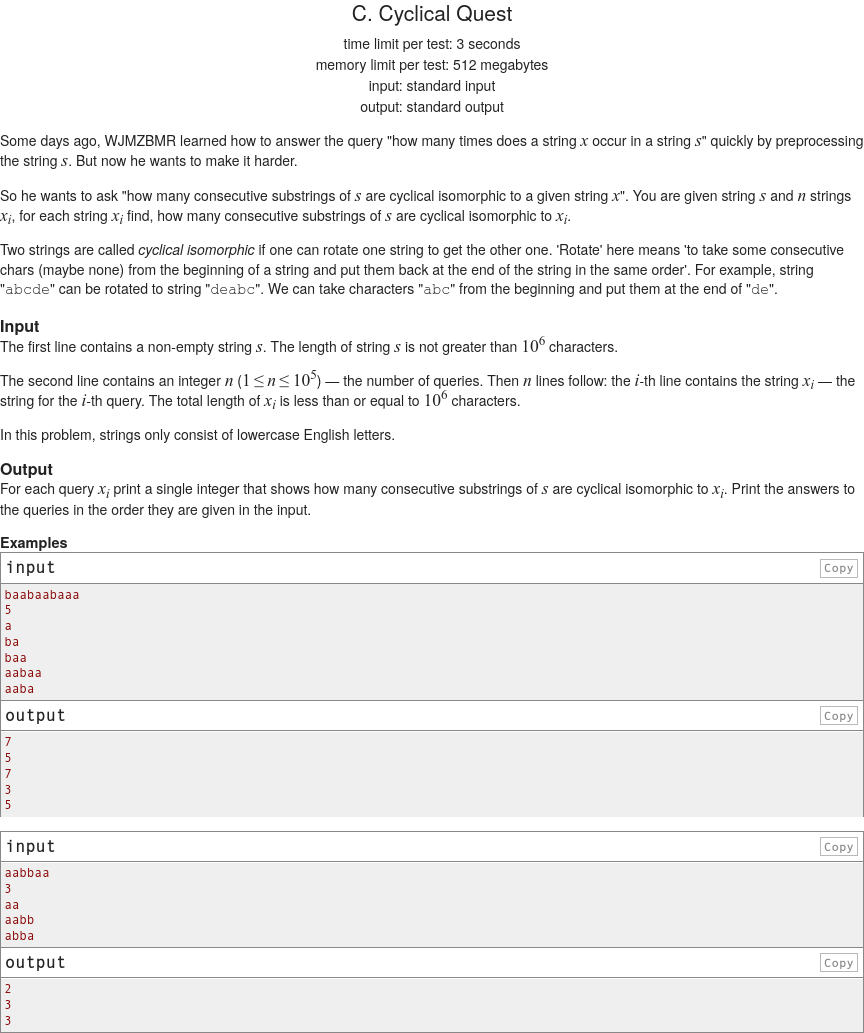 C. Cyclical Quest
time limit per test: 3 seconds
memory limit per test: 512 megabytes
input: standard input
output: standard output
Some days ago, WJMZBMR learned how to answer the query "how many times does a string x occur in a string s" quickly by preprocessing
the string s. But now he wants to make it harder.
So he wants to ask "how many consecutive substrings of s are cyclical isomorphic to a given string x". You are given string s and n strings
xi, for each string xi find, how many consecutive substrings of s are cyclical isomorphic to xi.
Two strings are called cyclical isomorphic if one can rotate one string to get the other one. 'Rotate' here means 'to take some consecutive
chars (maybe none) from the beginning of a string and put them back at the end of the string in the same order'. For example, string
"abcde" can be rotated to string "deabc". We can take characters "abc" from the beginning and put them at the end of "de".
Input
The first line contains a non-empty string s. The length of string s is not greater than 10^6 characters.
The second line contains an integer n (1 ≤ n ≤ 10^5) — the number of queries. Then n lines follow: the i-th line contains the string xi — the
string for the i-th query. The total length of xi is less than or equal to 10^6 characters.
In this problem, strings only consist of lowercase English letters.
Output
For each query xi print a single integer that shows how many consecutive substrings of s are cyclical isomorphic to xi. Print the answers to
the queries in the order they are given in the input.
Examples
input Copy
baabaabaaa
5
a
ba
baa
aabaa
aaba
output Copy
7
5
7
3
5
input Copy
aabbaa
3
aa
aabb
abba
output Copy
2
3
3